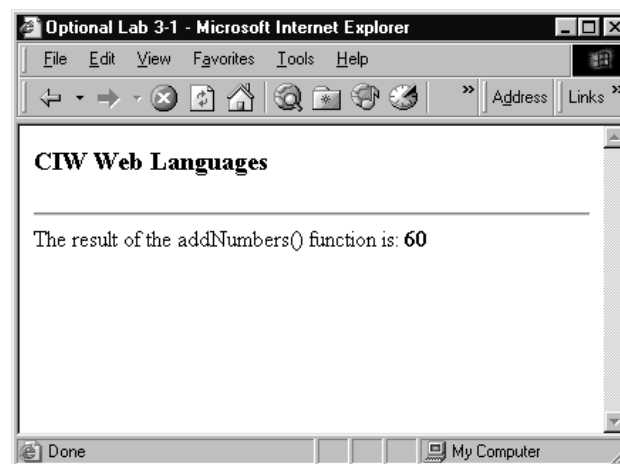 Optional Lab 3-1 - Microsoft Internet Explorer
File Edit View Favorites Tools Help
» Address Links »
CIW Web Languages
The result of the addNumbers() function is: 60
Done My Computer